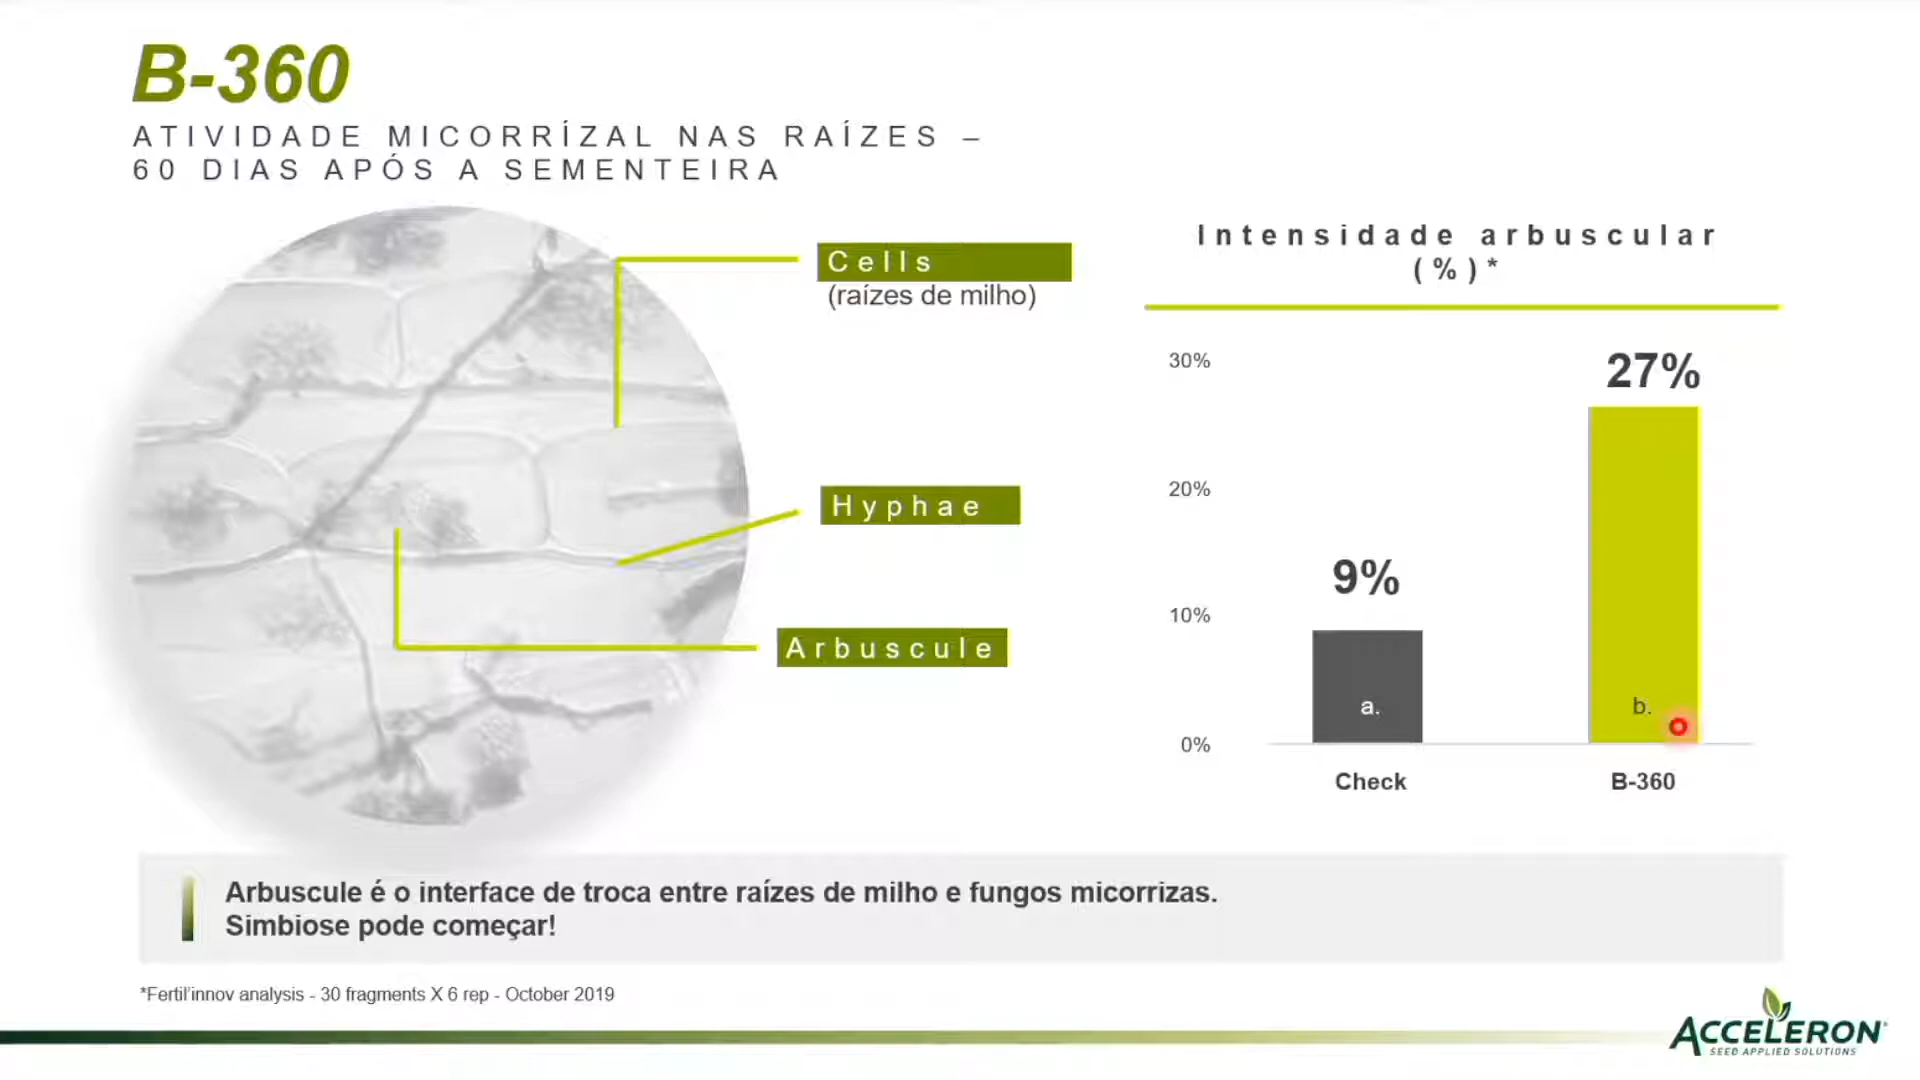 B-360
ATIVIDADE MICORRÍZAL NAS RAÍZES –
60 DIAS APÓS A SEMENTEIRA
Cells
(raízes de milho)
Hyphae
Arbuscule
Intensidade arbuscular
(%)*
30%
20%
10%
0%
9%
27%
a.
b.
Check
B-360
Arbuscule é o interface de troca entre raízes de milho e fungos micorrizas.
Simbiose pode começar!
*Fertil'innov analysis - 30 fragments X 6 rep - October 2019
ACCELERON
SEED APPLIED SOLUTIONS